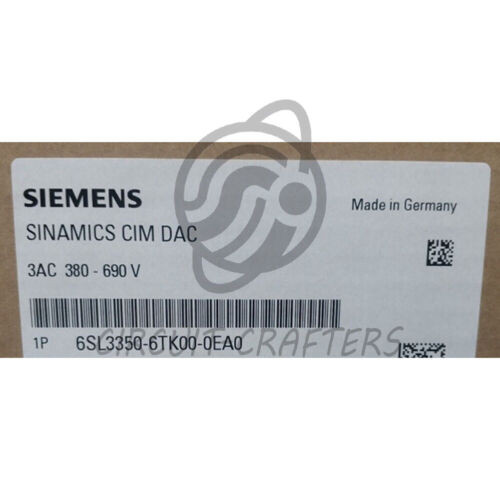 SIEMENS
Made in Germany
SINAMICS CIM DAC
3AC 380 - 690 V
1P 6SL3350-6TK00-0EA0
CIRCUIT CRAFTERS